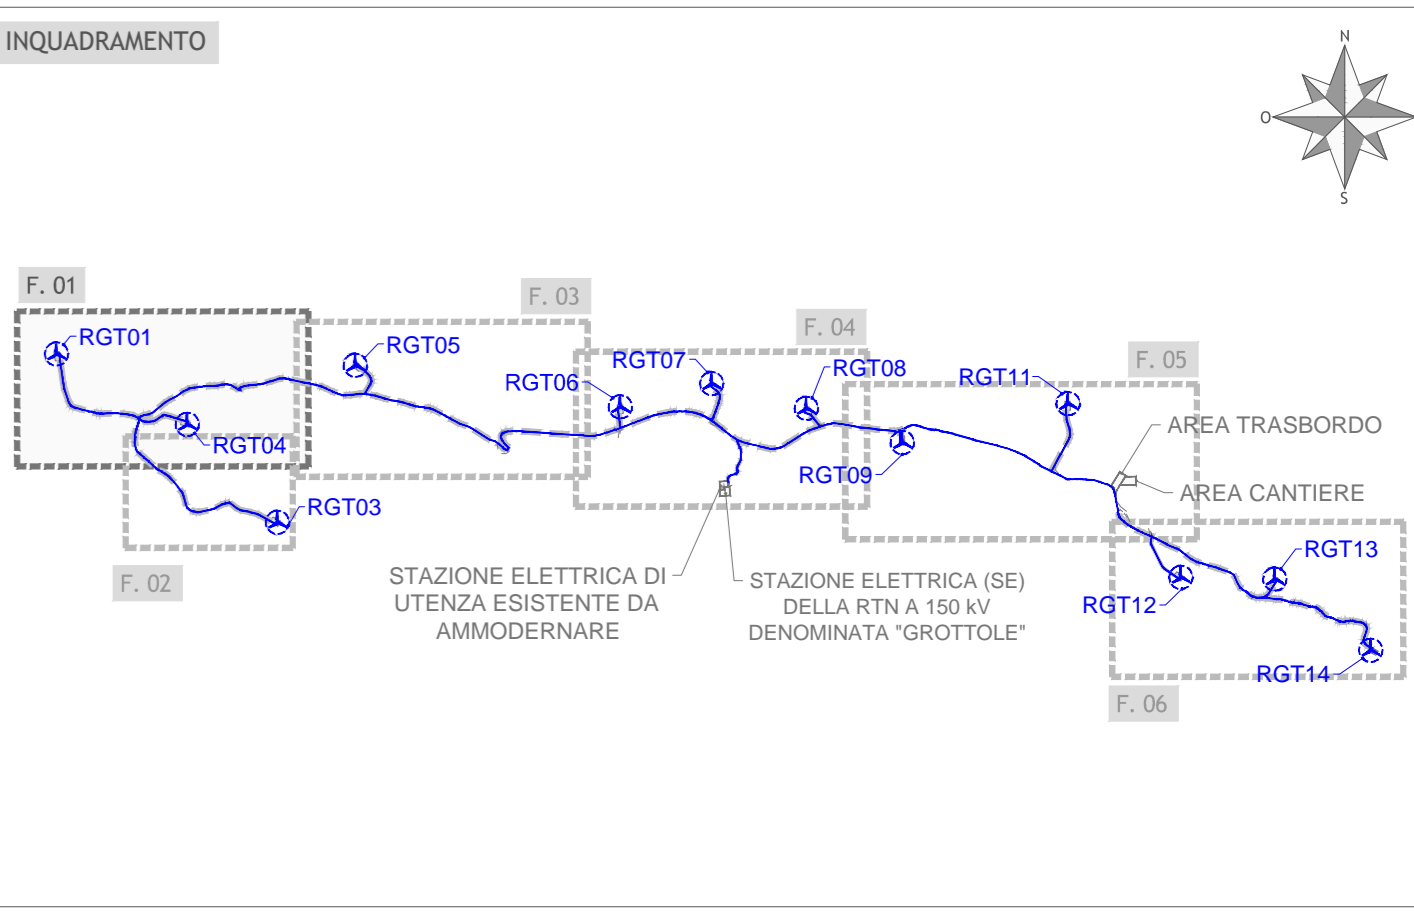 INQUADRAMENTO
N
O
S
F. 01
F. 03
F. 04
F. 05
RGT01
RGT05
RGT07
RGT06
RGT08
RGT11
RGT04
RGT09
AREA TRASBORDO
AREA CANTIERE
RGT03
F. 02
STAZIONE ELETTRICA DI
UTENZA ESISTENTE DA
AMMODERNARE
STAZIONE ELETTRICA (SE)
DELLA RTN A 150 kV
DENOMINATA "GROTTOLE"
RGT13
RGT12
RGT14
F. 06